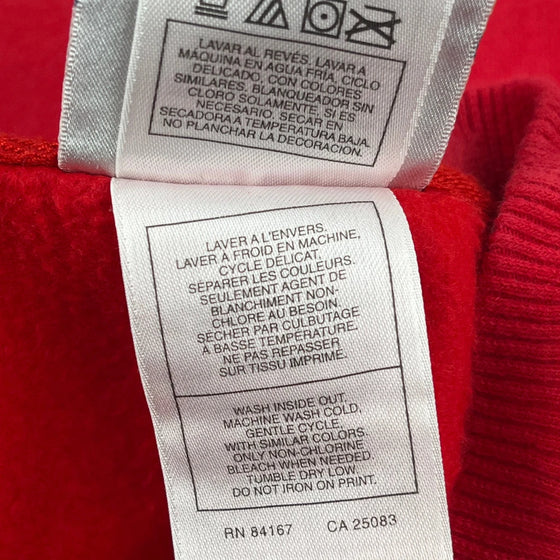 LAVAR AL REVÉS. LAVAR A
MÁQUINA EN AGUA FRÍA, CICLO
DELICADO, CON COLORES
SIMILARES, BLANQUEADOR SIN
CLORO SOLAMENTE, SI ES
NECESARIO. SECAR EN
SECADORA A TEMPERATURA BAJA.
NO PLANCHAR LA DECORACIÓN.
LAVER A L'ENVERS.
LAVER À FROID EN MACHINE,
CYCLE DÉLICAT.
SÉPARER LES COULEURS.
SEULEMENT AGENT DE
BLANCHIMENT NON-
CHLORE AU BESOIN.
SÉCHER PAR CULBUTAGE
À BASSE TEMPÉRATURE.
NE PAS REPASSER
SUR TISSU IMPRIMÉ.
WASH INSIDE OUT.
MACHINE WASH COLD,
GENTLE CYCLE,
WITH SIMILAR COLORS.
ONLY NON-CHLORINE
BLEACH WHEN NEEDED.
TUMBLE DRY LOW.
DO NOT IRON ON PRINT.
RN 84167 CA 25083